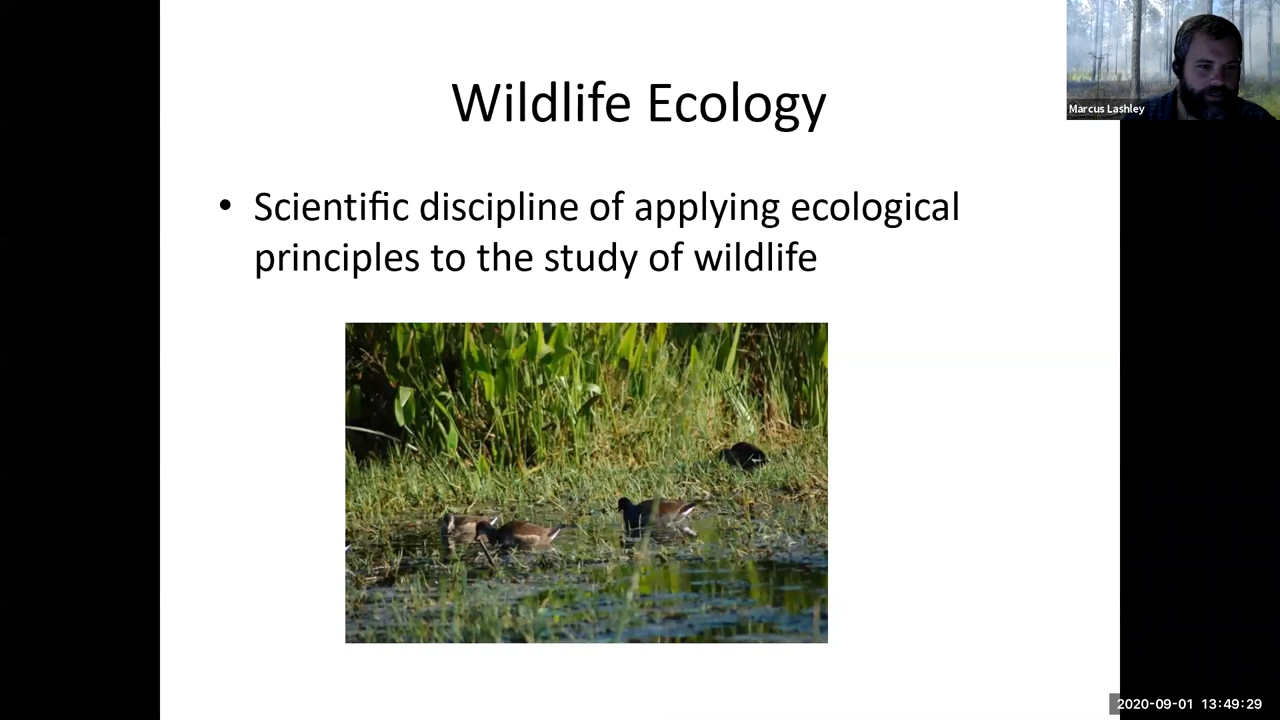 Wildlife Ecology
Marcus Lashley
• Scientific discipline of applying ecological
principles to the study of wildlife
2020-09-01 13:49:29